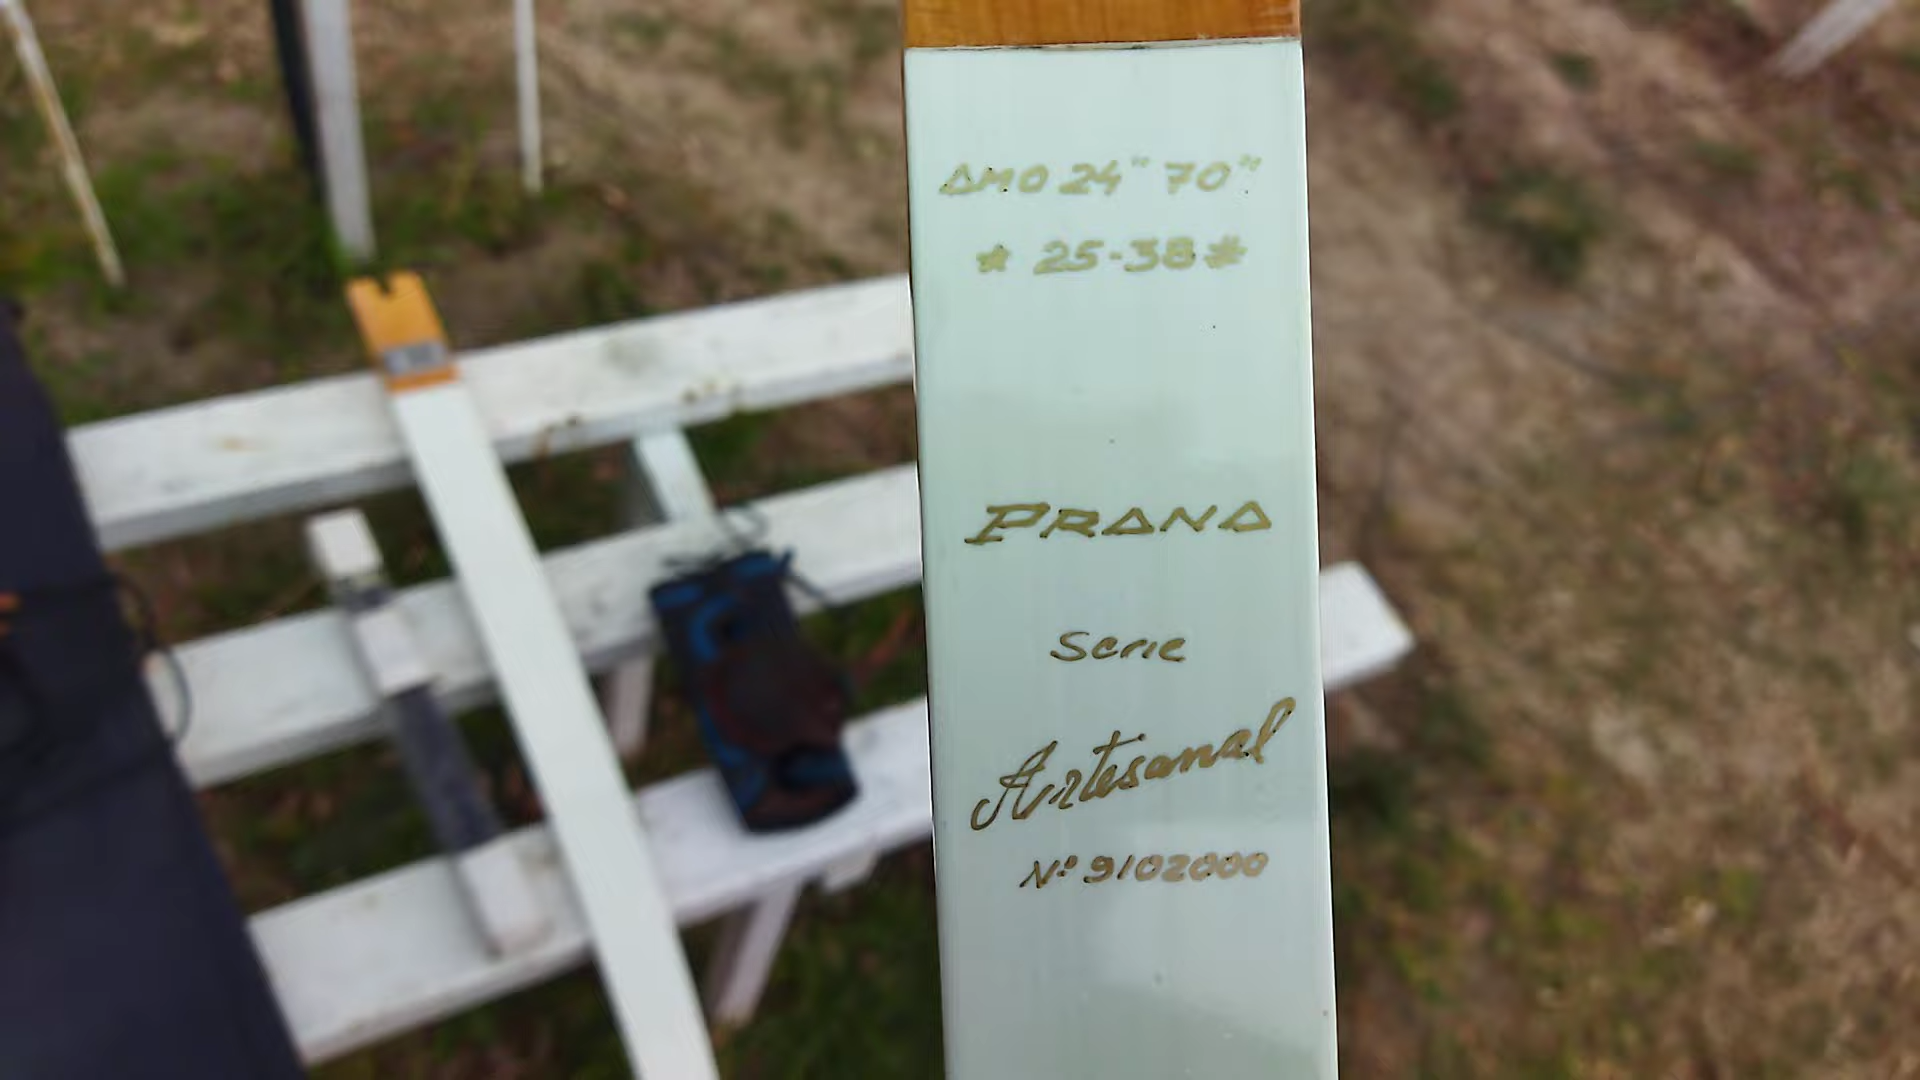 AMO 24" 70"
* 25-38#
PRANA
Serie
Artesanal
Nº 9102000